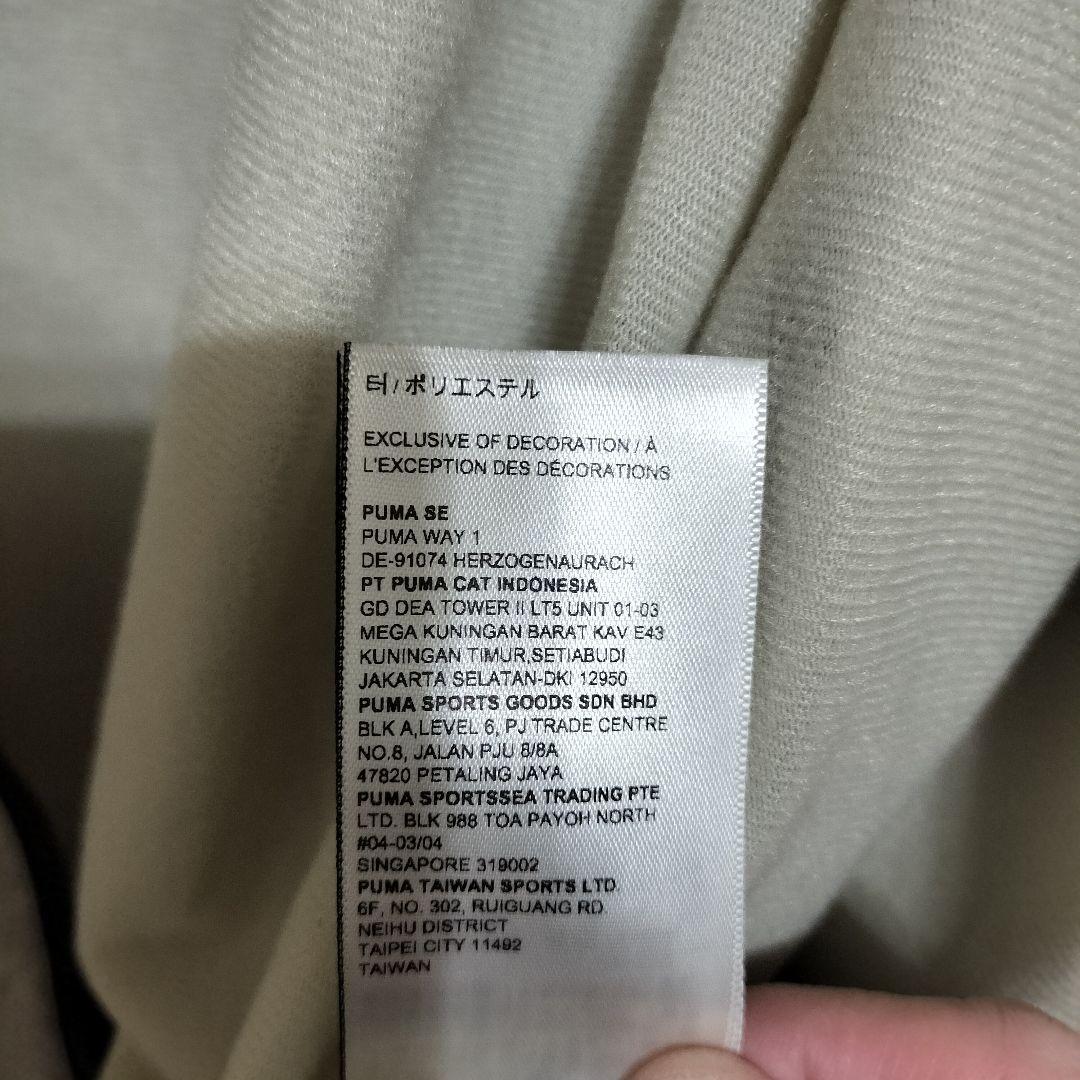 터 / ポリエステル
EXCLUSIVE OF DECORATION / À
L'EXCEPTION DES DÉCORATIONS
PUMA SE
PUMA WAY 1
DE-91074 HERZOGENAURACH
PT PUMA CAT INDONESIA
GD DEA TOWER II LT5 UNIT 01-03
MEGA KUNINGAN BARAT KAV E43
KUNINGAN TIMUR,SETIABUDI
JAKARTA SELATAN-DKI 12950
PUMA SPORTS GOODS SDN BHD
BLK A,LEVEL 6, PJ TRADE CENTRE
NO.8, JALAN PJU 8/8A
47820 PETALING JAYA
PUMA SPORTSSEA TRADING PTE
LTD. BLK 988 TOA PAYOH NORTH
#04-03/04
SINGAPORE 319002
PUMA TAIWAN SPORTS LTD.
6F, NO. 302, RUIGUANG RD.
NEIHU DISTRICT
TAIPEI CITY 11492
TAIWAN